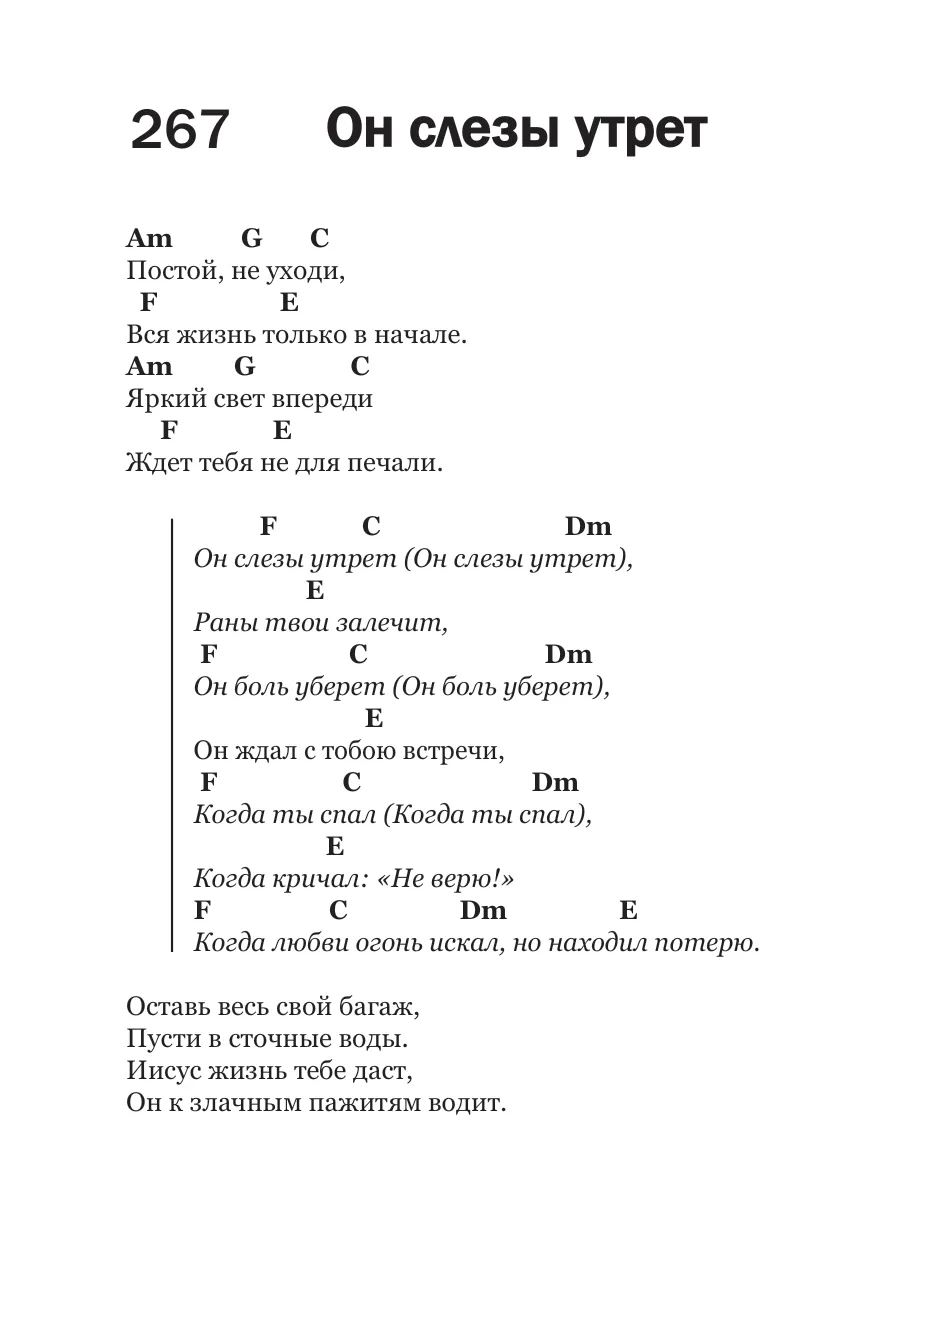 267 Он слезы утрет
Am G C
Постой, не уходи,
F E
Вся жизнь только в начале.
Am G C
Яркий свет впереди
F E
Ждет тебя не для печали.
F C Dm
Он слезы утрет (Он слезы утрет),
E
Раны твои залечит,
F C Dm
Он боль уберет (Он боль уберет),
E
Он ждал с тобою встречи,
F C Dm
Когда ты спал (Когда ты спал),
E
Когда кричал: «Не верю!»
F C Dm E
Когда любви огонь искал, но находил потерю.
Оставь весь свой багаж,
Пусти в сточные воды.
Иисус жизнь тебе даст,
Он к злачным пажитям водит.